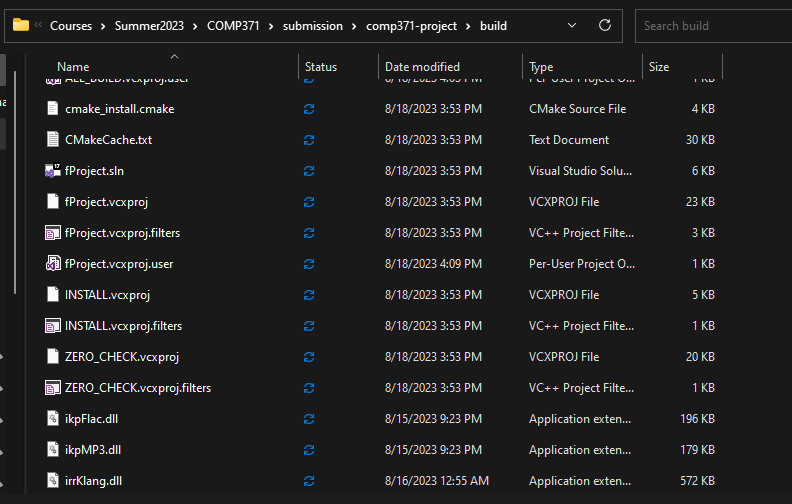 Courses > Summer2023 > COMP371 > submission > comp371-project > build
Search build
Name Status Date modified Type Size
ALL_BUILD.vcxproj.user 8/18/2023 3:53 PM Per-User Project O... 1 KB
cmake_install.cmake 8/18/2023 3:53 PM CMake Source File 4 KB
CMakeCache.txt 8/18/2023 3:53 PM Text Document 30 KB
fProject.sln 8/18/2023 3:53 PM Visual Studio Solu... 6 KB
fProject.vcxproj 8/18/2023 3:53 PM VCXPROJ File 23 KB
fProject.vcxproj.filters 8/18/2023 3:53 PM VC++ Project Filte... 3 KB
fProject.vcxproj.user 8/18/2023 4:09 PM Per-User Project O... 1 KB
INSTALL.vcxproj 8/18/2023 3:53 PM VCXPROJ File 5 KB
INSTALL.vcxproj.filters 8/18/2023 3:53 PM VC++ Project Filte... 1 KB
ZERO_CHECK.vcxproj 8/18/2023 3:53 PM VCXPROJ File 20 KB
ZERO_CHECK.vcxproj.filters 8/18/2023 3:53 PM VC++ Project Filte... 1 KB
ikpFlac.dll 8/15/2023 9:23 PM Application exten... 196 KB
ikpMP3.dll 8/15/2023 9:23 PM Application exten... 179 KB
irrKlang.dll 8/16/2023 12:55 AM Application exten... 572 KB